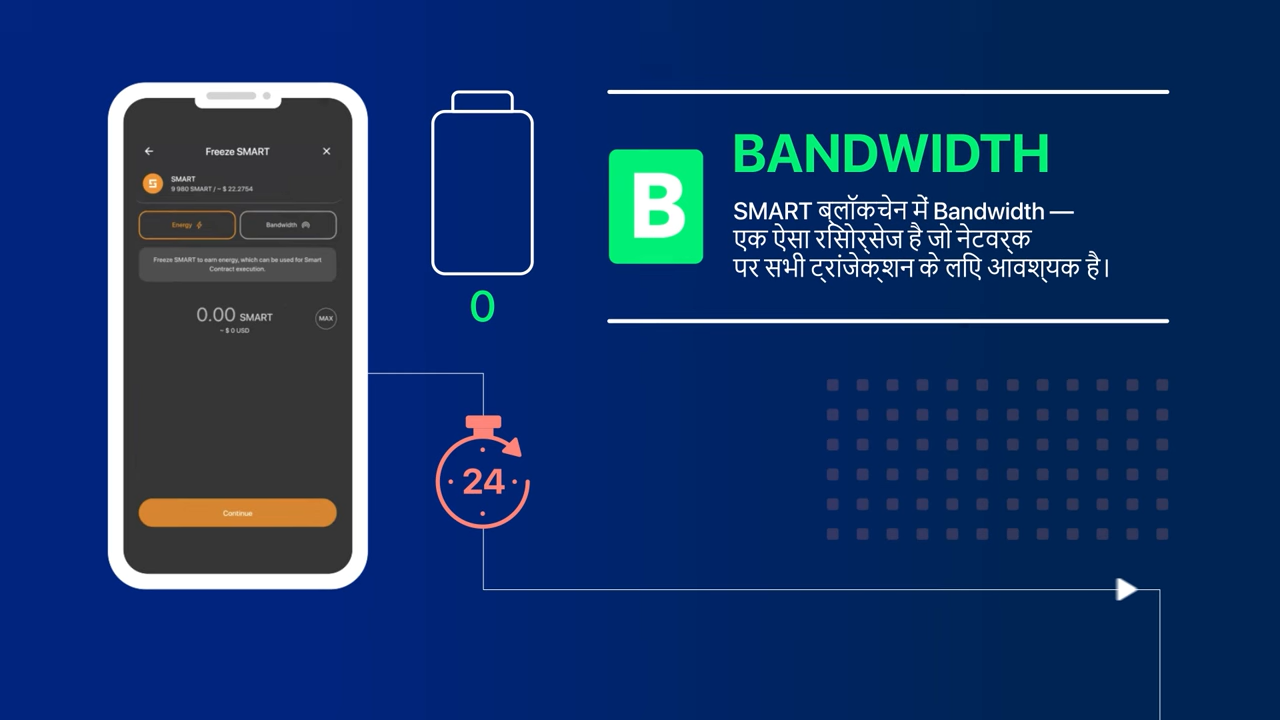 Freeze SMART
SMART
9 980 SMART / ~ $ 22.2754
Energy
Bandwidth
Freeze SMART to earn energy, which can be used for Smart
Contract execution.
0.00 SMART
~ $ 0 USD
MAX
Continue
0
24
B
BANDWIDTH
SMART ब्लॉकचेन में Bandwidth —
एक ऐसा रिसोर्सेज है जो नेटवर्क
पर सभी ट्रांजेक्शन के लिए आवश्यक है।